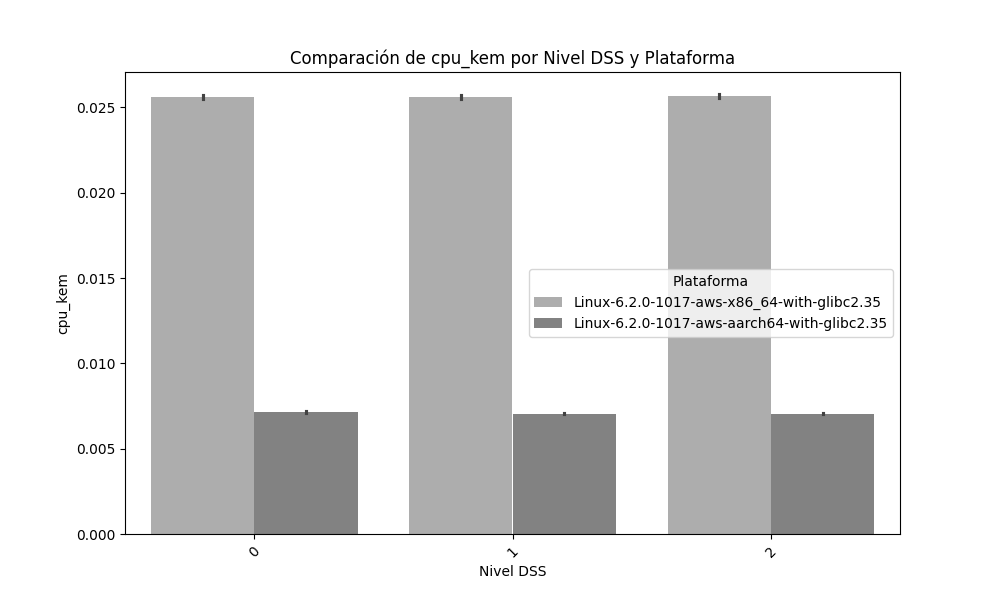 Comparación de cpu_kem por Nivel DSS y Plataforma
0.025
0.020
0.015
0.010
0.005
0.000
cpu_kem
Plataforma
Linux-6.2.0-1017-aws-x86_64-with-glibc2.35
Linux-6.2.0-1017-aws-aarch64-with-glibc2.35
0
1
2
Nivel DSS